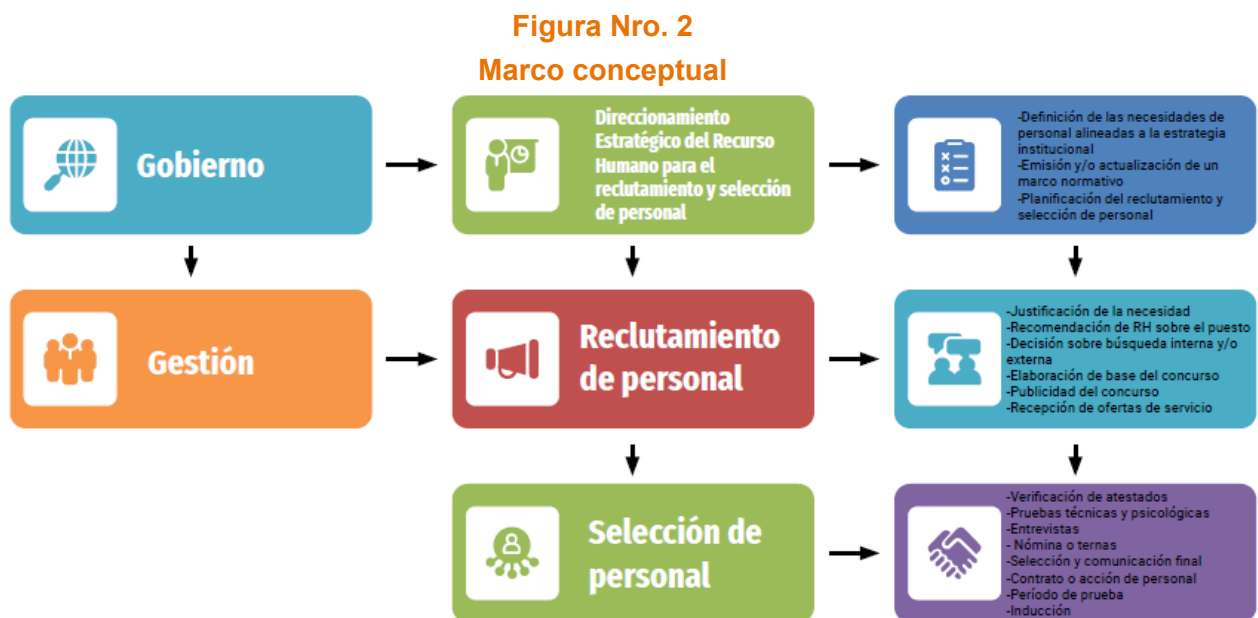 Figura Nro. 2
Marco conceptual
Gobierno
Direccionamiento
Estratégico del Recurso
Humano para el
reclutamiento y selección
de personal
-Definición de las necesidades de
personal alineadas a la estrategia
institucional
-Emisión y/o actualización de un
marco normativo
-Planificación del reclutamiento y
selección de personal
Gestión
Reclutamiento
de personal
-Justificación de la necesidad
-Recomendación de RH sobre el puesto
-Decisión sobre búsqueda interna y/o
externa
-Elaboración de base del concurso
-Publicidad del concurso
-Recepción de ofertas de servicio
Selección de
personal
-Verificación de atestados
-Pruebas técnicas y psicológicas
-Entrevistas
- Nómina o ternas
-Selección y comunicación final
-Contrato o acción de personal
-Período de prueba
-Inducción